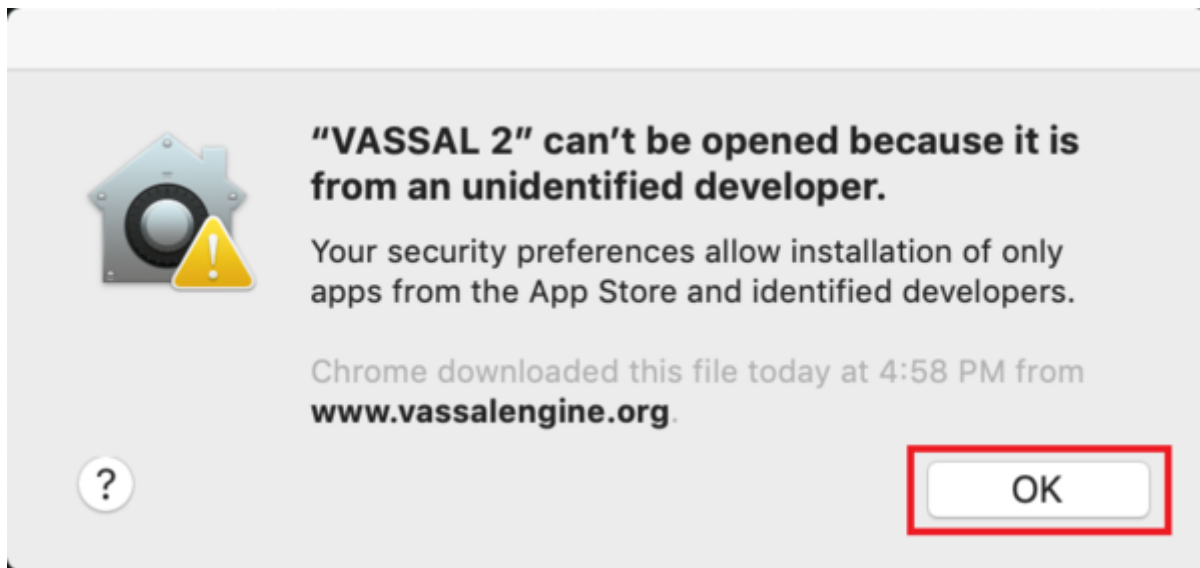 “VASSAL 2” can’t be opened because it is
from an unidentified developer.
Your security preferences allow installation of only
apps from the App Store and identified developers.
Chrome downloaded this file today at 4:58 PM from
www.vassalengine.org.
?
OK